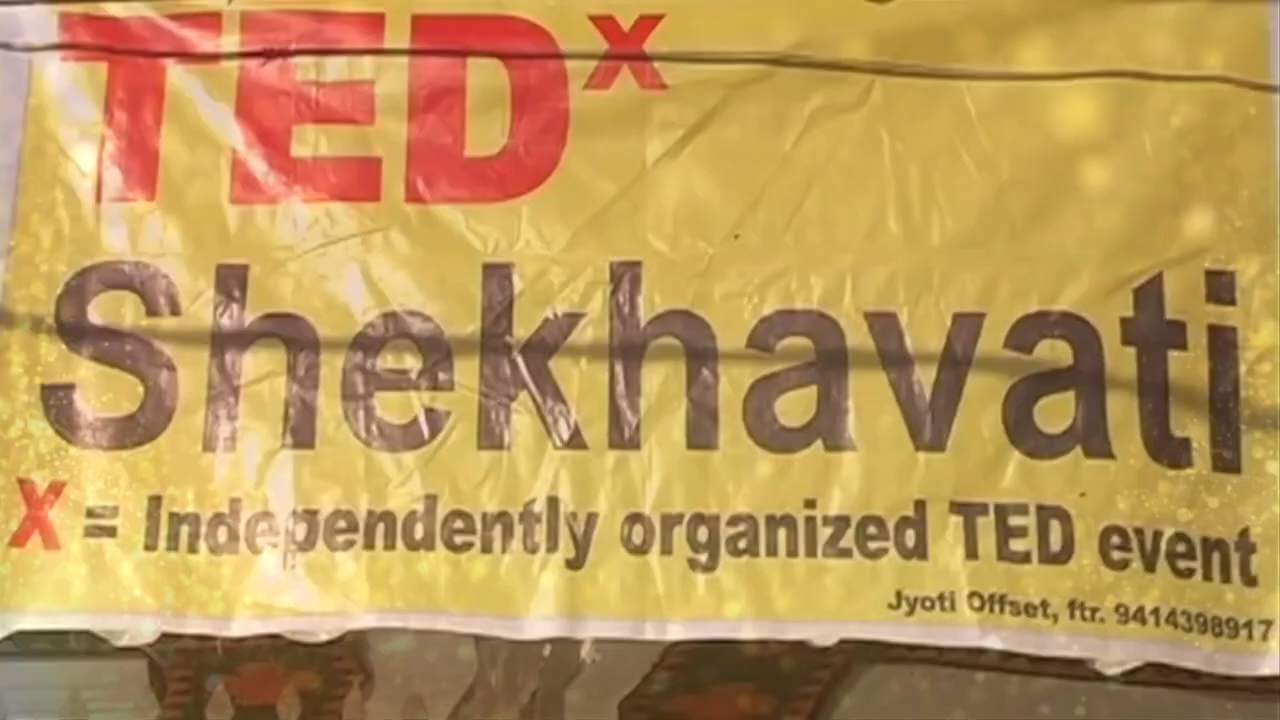 TEDx
Shekhavati
X = Independently organized TED event
Jyoti Offset, ftr. 9414398917